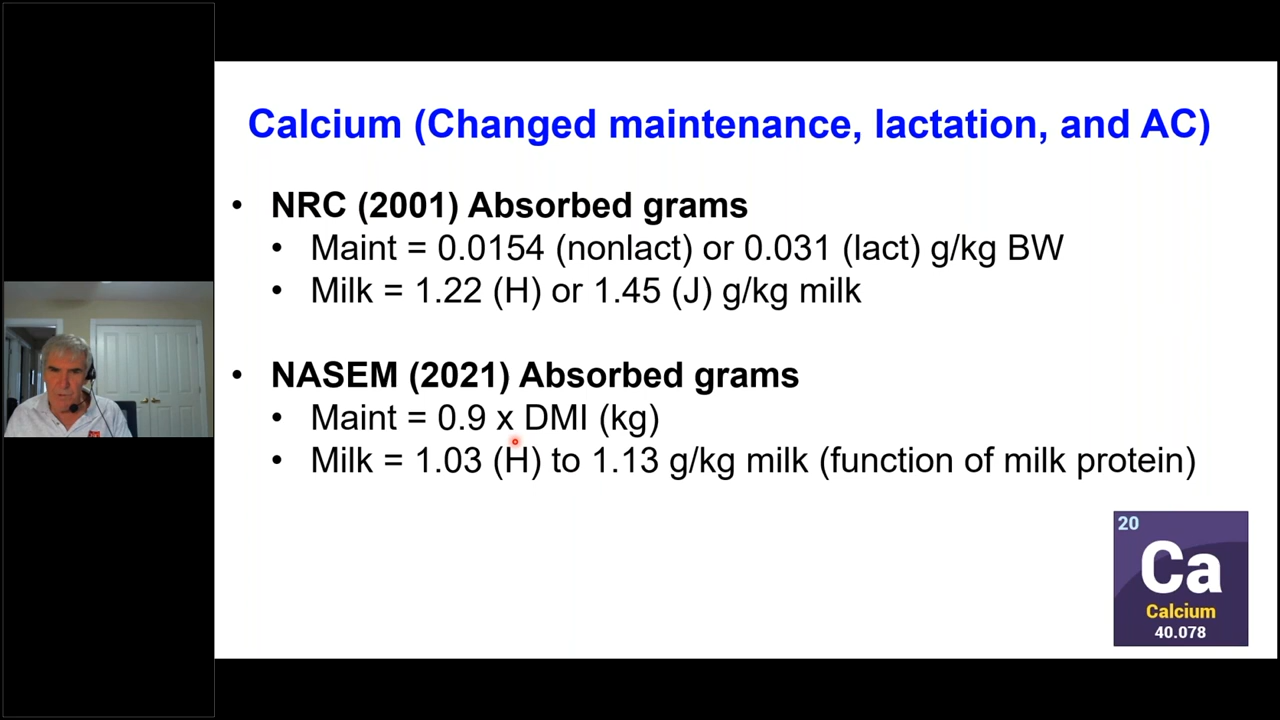 Calcium (Changed maintenance, lactation, and AC)
• NRC (2001) Absorbed grams
• Maint = 0.0154 (nonlact) or 0.031 (lact) g/kg BW
• Milk = 1.22 (H) or 1.45 (J) g/kg milk
• NASEM (2021) Absorbed grams
• Maint = 0.9 x DMI (kg)
• Milk = 1.03 (H) to 1.13 g/kg milk (function of milk protein)
20
Ca
Calcium
40.078